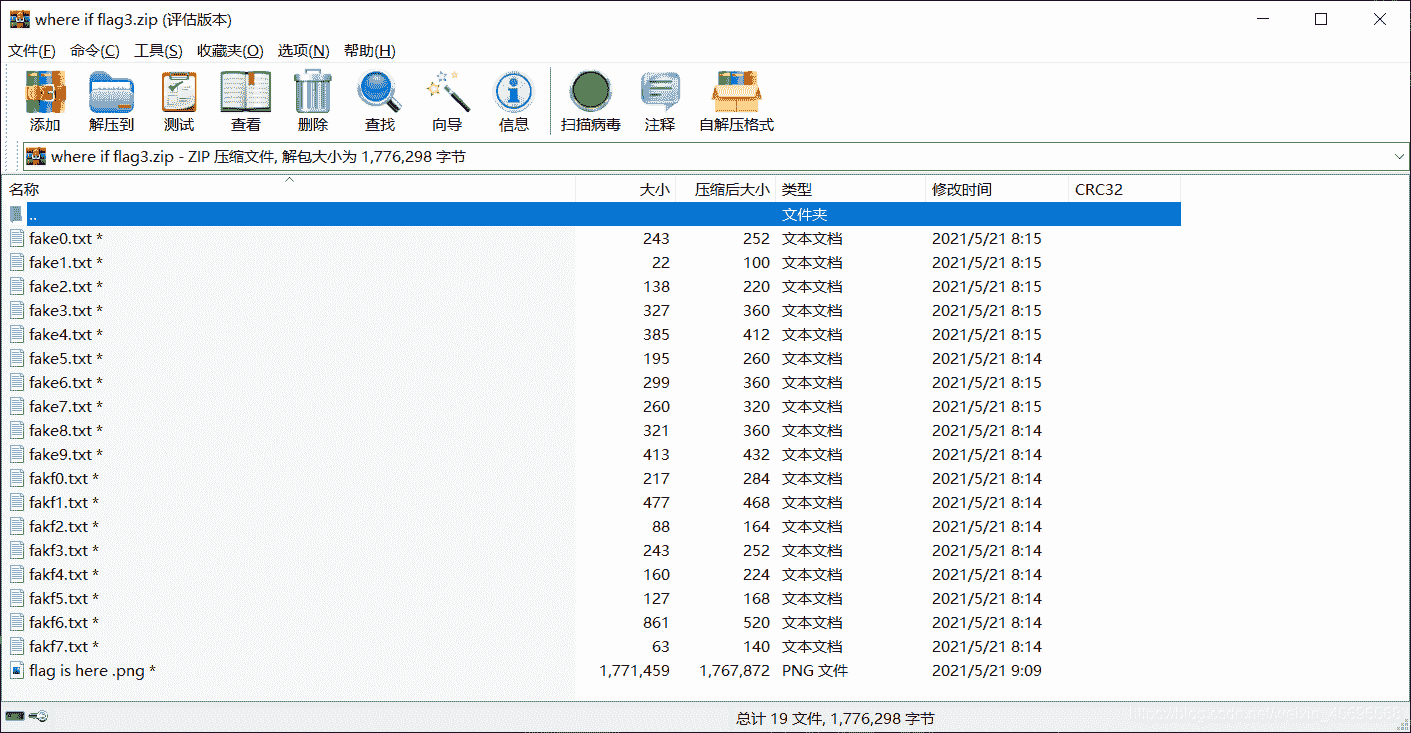 where if flag3.zip (评估版本)
文件(F) 命令(C) 工具(S) 收藏夹(O) 选项(N) 帮助(H)
添加 解压到 测试 查看 删除 查找 向导 信息 扫描病毒 注释 自解压格式
where if flag3.zip - ZIP 压缩文件, 解包大小为 1,776,298 字节
名称 大小 压缩后大小 类型 修改时间 CRC32
.. 文件夹
fake0.txt * 243 252 文本文档 2021/5/21 8:15
fake1.txt * 22 100 文本文档 2021/5/21 8:15
fake2.txt * 138 220 文本文档 2021/5/21 8:15
fake3.txt * 327 360 文本文档 2021/5/21 8:15
fake4.txt * 385 412 文本文档 2021/5/21 8:15
fake5.txt * 195 260 文本文档 2021/5/21 8:14
fake6.txt * 299 360 文本文档 2021/5/21 8:15
fake7.txt * 260 320 文本文档 2021/5/21 8:15
fake8.txt * 321 360 文本文档 2021/5/21 8:14
fake9.txt * 413 432 文本文档 2021/5/21 8:14
fakf0.txt * 217 284 文本文档 2021/5/21 8:14
fakf1.txt * 477 468 文本文档 2021/5/21 8:14
fakf2.txt * 88 164 文本文档 2021/5/21 8:14
fakf3.txt * 243 252 文本文档 2021/5/21 8:14
fakf4.txt * 160 224 文本文档 2021/5/21 8:14
fakf5.txt * 127 168 文本文档 2021/5/21 8:14
fakf6.txt * 861 520 文本文档 2021/5/21 8:14
fakf7.txt * 63 140 文本文档 2021/5/21 8:14
flag is here .png * 1,771,459 1,767,872 PNG 文件 2021/5/21 9:09
总计 19 文件, 1,776,298 字节